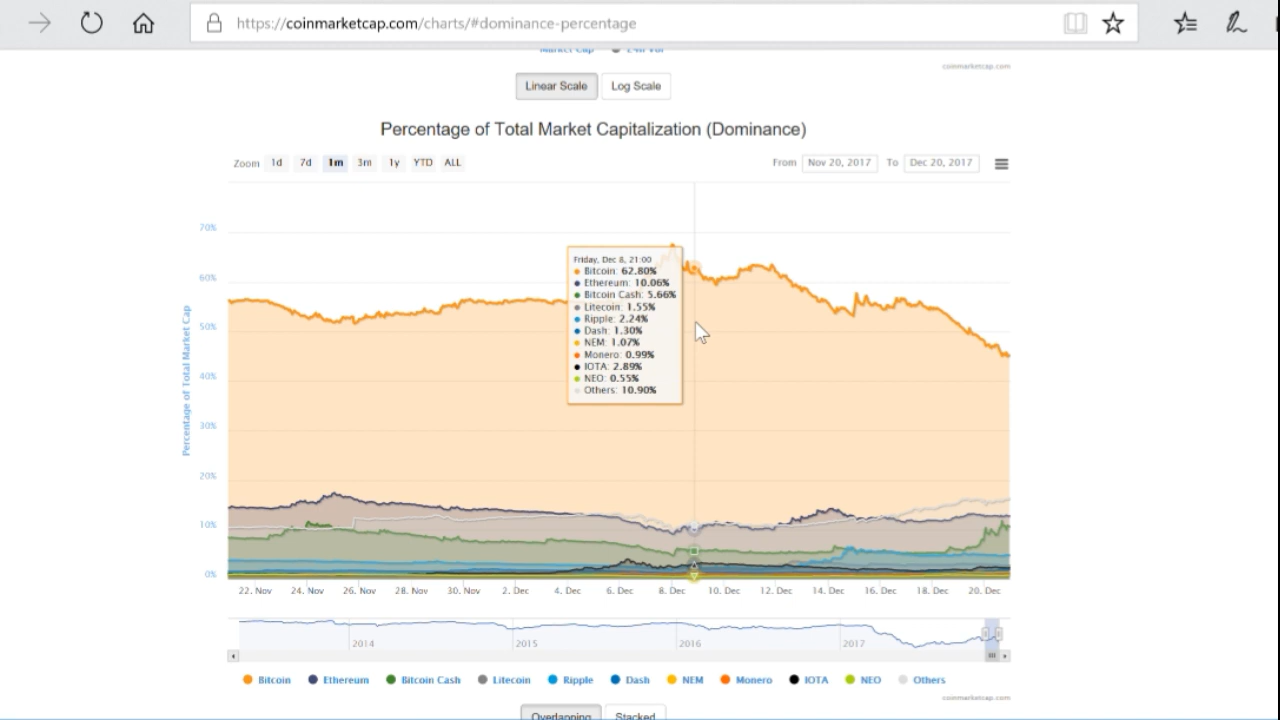 https://coinmarketcap.com/charts/#dominance-percentage
Market Cap 24h Vol
coinmarketcap.com
Linear Scale Log Scale
Percentage of Total Market Capitalization (Dominance)
Zoom 1d 7d 1m 3m 1y YTD ALL From Nov 20, 2017 To Dec 20, 2017
Percentage of Total Market Cap
70%
60%
50%
40%
30%
20%
10%
0%
Friday, Dec 8, 21:00
Bitcoin: 62.80%
Ethereum: 10.06%
Bitcoin Cash: 5.66%
Litecoin: 1.55%
Ripple: 2.24%
Dash: 1.30%
NEM: 1.07%
Monero: 0.99%
IOTA: 2.89%
NEO: 0.55%
Others: 10.90%
22. Nov 24. Nov 26. Nov 28. Nov 30. Nov 2. Dec 4. Dec 6. Dec 8. Dec 10. Dec 12. Dec 14. Dec 16. Dec 18. Dec 20. Dec
2014 2015 2016 2017
Bitcoin Ethereum Bitcoin Cash Litecoin Ripple Dash NEM Monero IOTA NEO Others
coinmarketcap.com
Overlapping Stacked